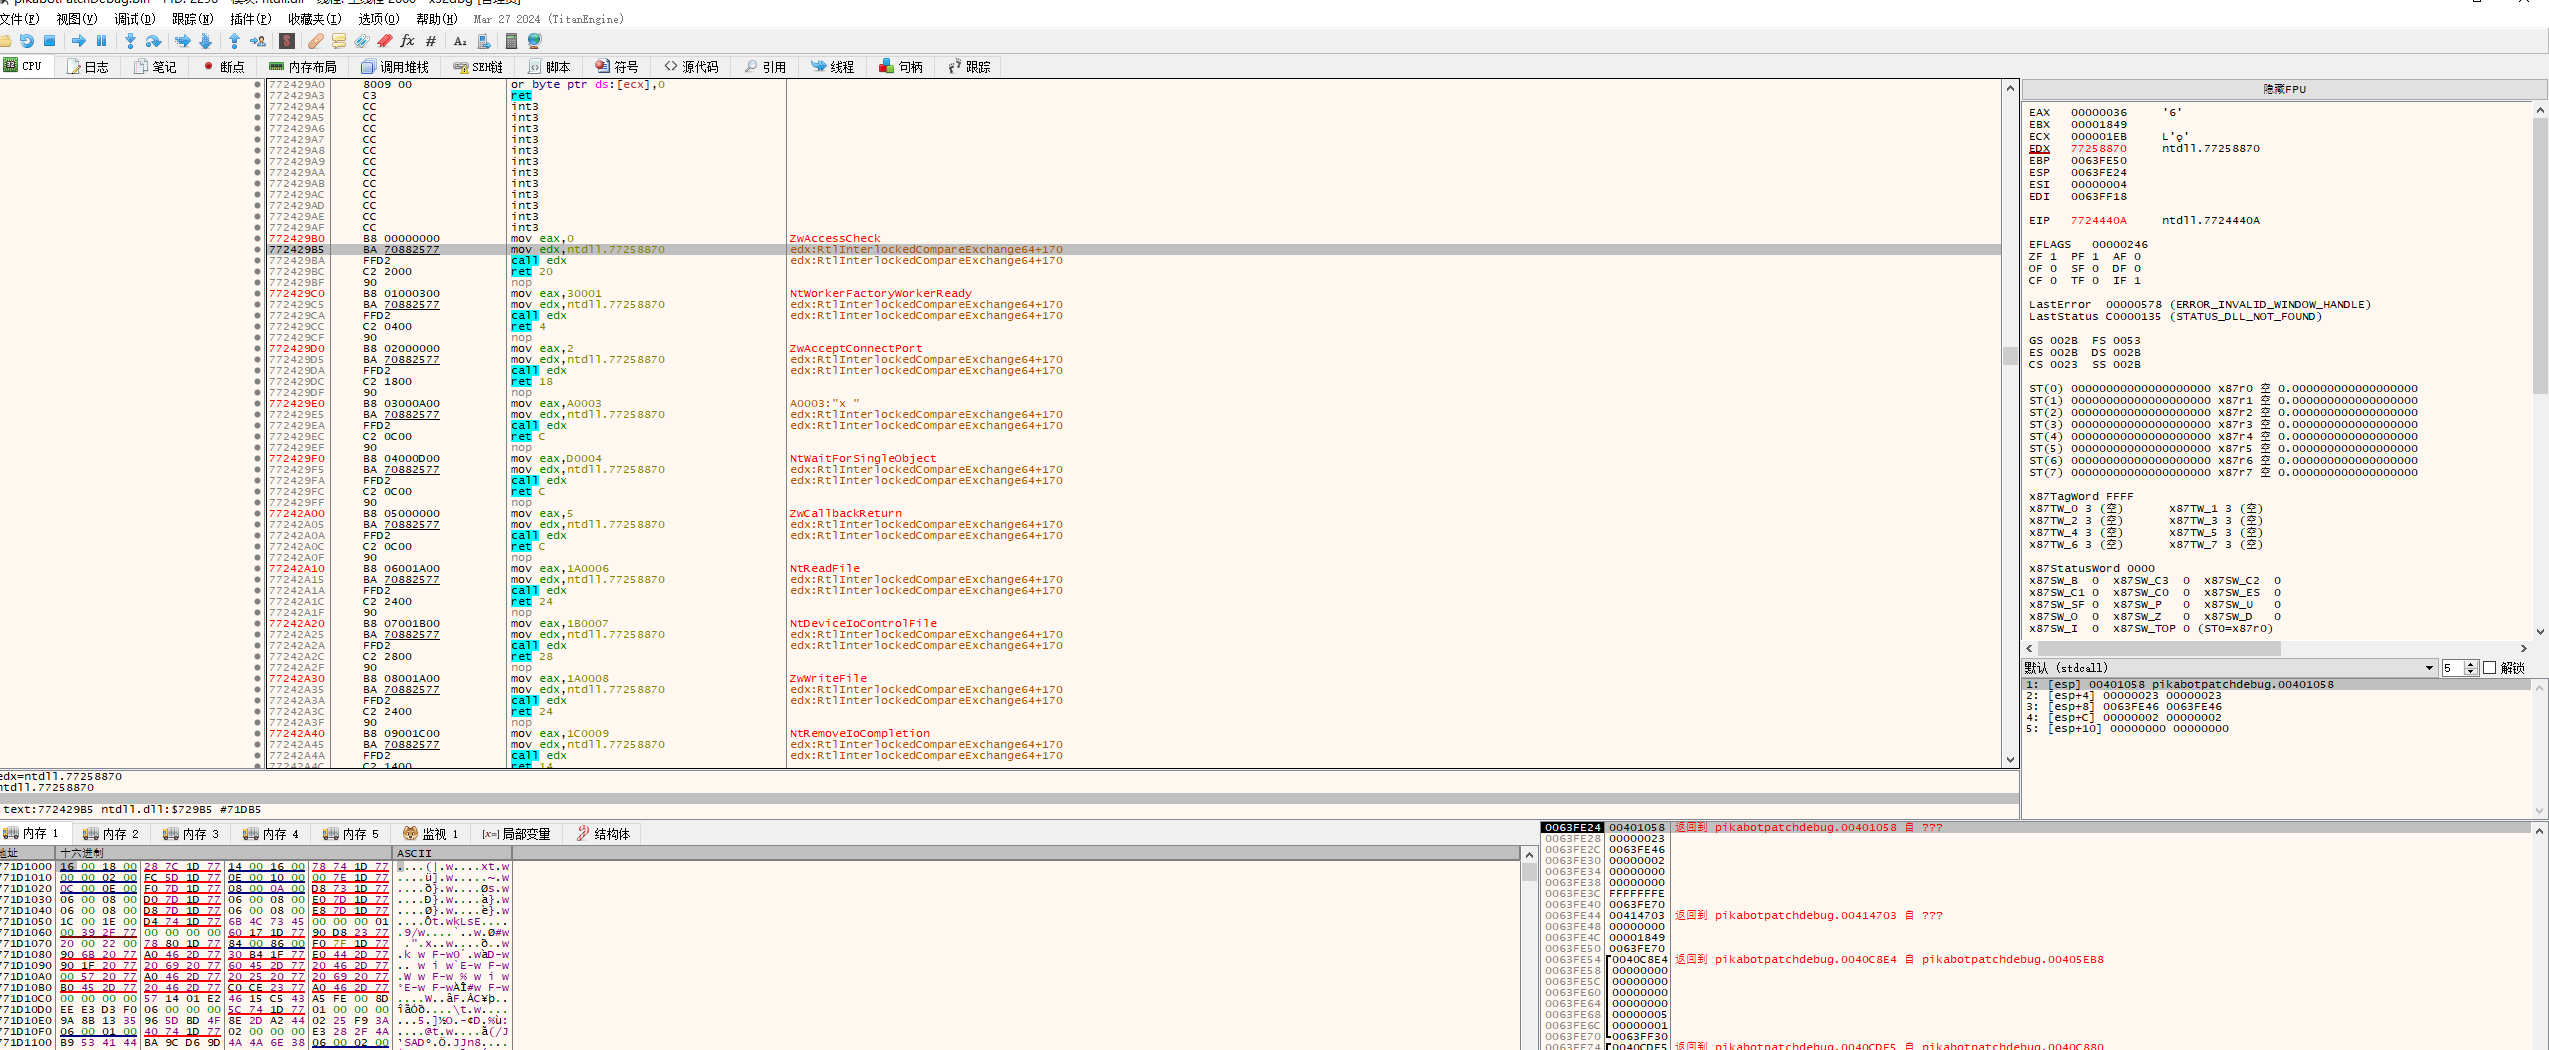 文件(F) 视图(V) 调试(D) 跟踪(N) 插件(P) 收藏夹(I) 选项(O) 帮助(H) Mar 27 2024 (TitanEngine)
CPU 日志 笔记 断点 内存布局 调用堆栈 SEH链 脚本 符号 源代码 引用 线程 句柄 跟踪
772429A0 8009 00 or byte ptr ds:[ecx],0
772429A3 C3 ret
772429A4 CC int3
772429A5 CC int3
772429A6 CC int3
772429A7 CC int3
772429A8 CC int3
772429A9 CC int3
772429AA CC int3
772429AB CC int3
772429AC CC int3
772429AD CC int3
772429AE CC int3
772429AF CC int3
772429B0 B8 00000000 mov eax,0 ZwAccessCheck
772429B5 BA 70882577 mov edx,ntdll.77258870 edx:RtlInterlockedCompareExchange64+170
772429BA FFD2 call edx edx:RtlInterlockedCompareExchange64+170
772429BC C2 2000 ret 20
772429BF 90 nop
772429C0 B8 01000300 mov eax,30001 NtWorkerFactoryWorkerReady
772429C5 BA 70882577 mov edx,ntdll.77258870 edx:RtlInterlockedCompareExchange64+170
772429CA FFD2 call edx edx:RtlInterlockedCompareExchange64+170
772429CC C2 0400 ret 4
772429CF 90 nop
772429D0 B8 02000000 mov eax,2 ZwAcceptConnectPort
772429D5 BA 70882577 mov edx,ntdll.77258870 edx:RtlInterlockedCompareExchange64+170
772429DA FFD2 call edx edx:RtlInterlockedCompareExchange64+170
772429DC C2 1800 ret 18
772429DF 90 nop
772429E0 B8 03000A00 mov eax,A0003 A0003:"x "
772429E5 BA 70882577 mov edx,ntdll.77258870 edx:RtlInterlockedCompareExchange64+170
772429EA FFD2 call edx edx:RtlInterlockedCompareExchange64+170
772429EC C2 0C00 ret C
772429EF 90 nop
772429F0 B8 04000D00 mov eax,D0004 NtWaitForSingleObject
772429F5 BA 70882577 mov edx,ntdll.77258870 edx:RtlInterlockedCompareExchange64+170
772429FA FFD2 call edx edx:RtlInterlockedCompareExchange64+170
772429FC C2 0C00 ret C
772429FF 90 nop
77242A00 B8 05000000 mov eax,5 ZwCallbackReturn
77242A05 BA 70882577 mov edx,ntdll.77258870 edx:RtlInterlockedCompareExchange64+170
77242A0A FFD2 call edx edx:RtlInterlockedCompareExchange64+170
77242A0C C2 0C00 ret C
77242A0F 90 nop
77242A10 B8 06001A00 mov eax,1A0006 NtReadFile
77242A15 BA 70882577 mov edx,ntdll.77258870 edx:RtlInterlockedCompareExchange64+170
77242A1A FFD2 call edx edx:RtlInterlockedCompareExchange64+170
77242A1C C2 2400 ret 24
77242A1F 90 nop
77242A20 B8 07001B00 mov eax,1B0007 NtDeviceIoControlFile
77242A25 BA 70882577 mov edx,ntdll.77258870 edx:RtlInterlockedCompareExchange64+170
77242A2A FFD2 call edx edx:RtlInterlockedCompareExchange64+170
77242A2C C2 2800 ret 28
77242A2F 90 nop
77242A30 B8 08001A00 mov eax,1A0008 ZwWriteFile
77242A35 BA 70882577 mov edx,ntdll.77258870 edx:RtlInterlockedCompareExchange64+170
77242A3A FFD2 call edx edx:RtlInterlockedCompareExchange64+170
77242A3C C2 2400 ret 24
77242A3F 90 nop
77242A40 B8 09001C00 mov eax,1C0009 NtRemoveIoCompletion
77242A45 BA 70882577 mov edx,ntdll.77258870 edx:RtlInterlockedCompareExchange64+170
77242A4A FFD2 call edx edx:RtlInterlockedCompareExchange64+170
77242A4C C2 1400 ret 14
隐藏FPU
EAX 00000036 '6'
EBX 00001849
ECX 000001EB
EDX 77258870 ntdll.77258870
EBP 0063FE50
ESP 0063FE24
ESI 00000004
EDI 0063FF18
EIP 7724440A ntdll.7724440A
EFLAGS 00000246
ZF 1 PF 1 AF 0
OF 0 SF 0 DF 0
CF 0 TF 0 IF 1
LastError 00000578 (ERROR_INVALID_WINDOW_HANDLE)
LastStatus C0000135 (STATUS_DLL_NOT_FOUND)
GS 002B FS 0053
ES 002B DS 002B
CS 0023 SS 002B
ST(0) 00000000000000000000 x87r0 空 0.000000000000000000
ST(1) 00000000000000000000 x87r1 空 0.000000000000000000
ST(2) 00000000000000000000 x87r2 空 0.000000000000000000
ST(3) 00000000000000000000 x87r3 空 0.000000000000000000
ST(4) 00000000000000000000 x87r4 空 0.000000000000000000
ST(5) 00000000000000000000 x87r5 空 0.000000000000000000
ST(6) 00000000000000000000 x87r6 空 0.000000000000000000
ST(7) 00000000000000000000 x87r7 空 0.000000000000000000
x87TagWord FFFF
x87TW_0 3 (空) x87TW_1 3 (空)
x87TW_2 3 (空) x87TW_3 3 (空)
x87TW_4 3 (空) x87TW_5 3 (空)
x87TW_6 3 (空) x87TW_7 3 (空)
x87StatusWord 0000
x87SW_B 0 x87SW_C3 0 x87SW_C2 0
x87SW_C1 0 x87SW_C0 0 x87SW_ES 0
x87SW_SF 0 x87SW_P 0 x87SW_U 0
x87SW_O 0 x87SW_Z 0 x87SW_D 0
x87SW_I 0 x87SW_TOP 0 (ST0=x87r0)
默认 (stdcall) 5 解锁
1: [esp] 00401058 pikabotpatchdebug.00401058
2: [esp+4] 00000023 00000023
3: [esp+8] 0063FE46 0063FE46
4: [esp+C] 00000002 00000002
5: [esp+10] 00000000 00000000
edx=ntdll.77258870
ntdll.77258870
text:772429B5 ntdll.dll:$729B5 #71DB5
内存 1 内存 2 内存 3 内存 4 内存 5 监视 1 [x=]局部变量 结构体
地址 十六进制 ASCII
771D1000 16 00 18 00 28 7C 1D 77 14 00 16 00 78 74 1D 77
771D1010 00 00 02 00 FC 5D 1D 77 0E 00 10 00 00 7E 1D 77
771D1020 0C 00 0E 00 F0 7D 1D 77 08 00 0A 00 D8 73 1D 77
771D1030 06 00 08 00 D0 7D 1D 77 06 00 08 00 E0 7D 1D 77
771D1040 06 00 08 00 D8 7D 1D 77 06 00 08 00 E8 7D 1D 77
771D1050 1C 00 1E 00 D4 74 1D 77 6B 4C 73 45 00 00 00 01
771D1060 00 39 2F 77 00 00 00 00 60 17 1D 77 90 D8 23 77
771D1070 20 00 22 00 78 80 1D 77 84 00 86 00 F0 7F 1D 77
771D1080 90 6B 20 77 A0 46 2D 77 30 B4 1F 77 E0 44 2D 77
771D1090 90 1F 20 77 20 69 20 77 60 45 2D 77 20 46 2D 77
771D10A0 00 57 20 77 A0 46 2D 77 20 25 20 77 20 69 20 77
771D10B0 B0 45 2D 77 20 46 2D 77 C0 CE 23 77 A0 46 2D 77
771D10C0 00 00 00 00 57 14 01 E2 46 15 C5 43 A5 FE 00 8D
771D10D0 EE E3 D3 F0 06 00 00 00 5C 74 1D 77 01 00 00 00
771D10E0 9A 8B 13 35 96 5D BD 4F 8E 2D A2 44 02 25 F9 3A
771D10F0 06 00 01 00 40 74 1D 77 02 00 00 00 E3 28 2F 4A
771D1100 B9 53 41 44 BA 9C D6 9D 4A 4A 6E 38 06 00 02 00
0063FE24 00401058 返回到 pikabotpatchdebug.00401058 自 ???
0063FE28 00000023
0063FE2C 0063FE46
0063FE30 00000002
0063FE34 00000000
0063FE38 00000000
0063FE3C FFFFFFFE
0063FE40 0063FE70
0063FE44 00414703 返回到 pikabotpatchdebug.00414703 自 ???
0063FE48 00000000
0063FE4C 00001849
0063FE50 0063FE70
0063FE54 0040C8E4 返回到 pikabotpatchdebug.0040C8E4 自 pikabotpatchdebug.00405EB8
0063FE58 00000000
0063FE5C 00000000
0063FE60 00000000
0063FE64 00000000
0063FE68 00000005
0063FE6C 00000001
0063FE70 0063FF30
0063FE74 0040CDE5 返回到 pikabotpatchdebug.0040CDE5 自 pikabotpatchdebug.0040C880